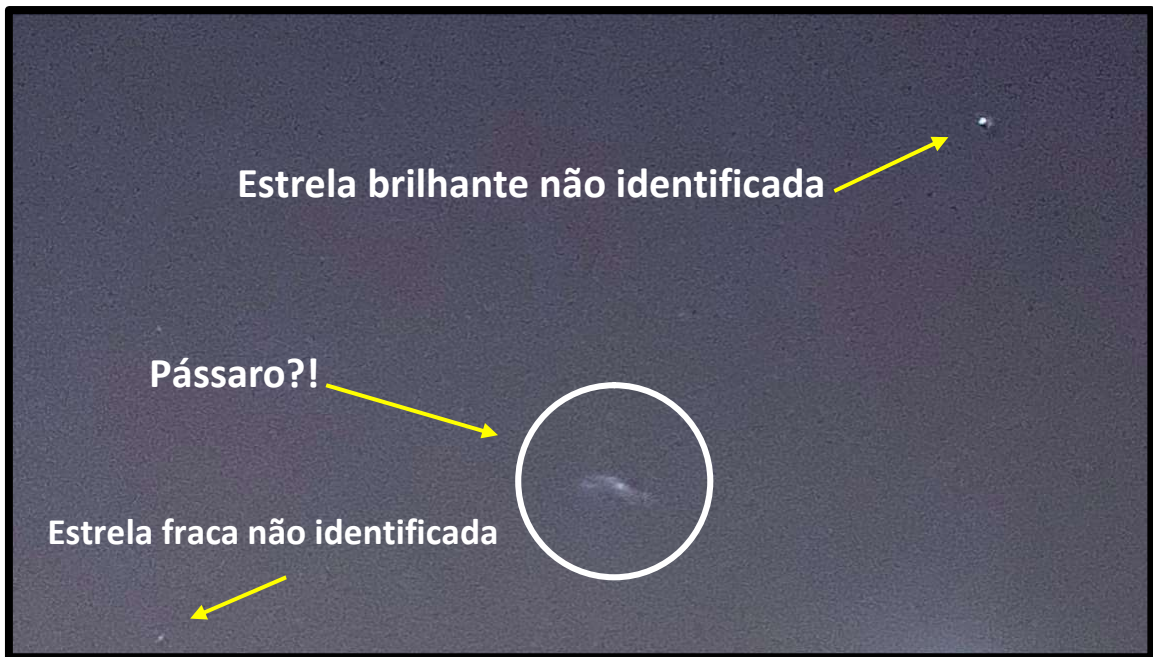 Estrela brilhante não identificada
Pássaro?!
Estrela fraca não identificada